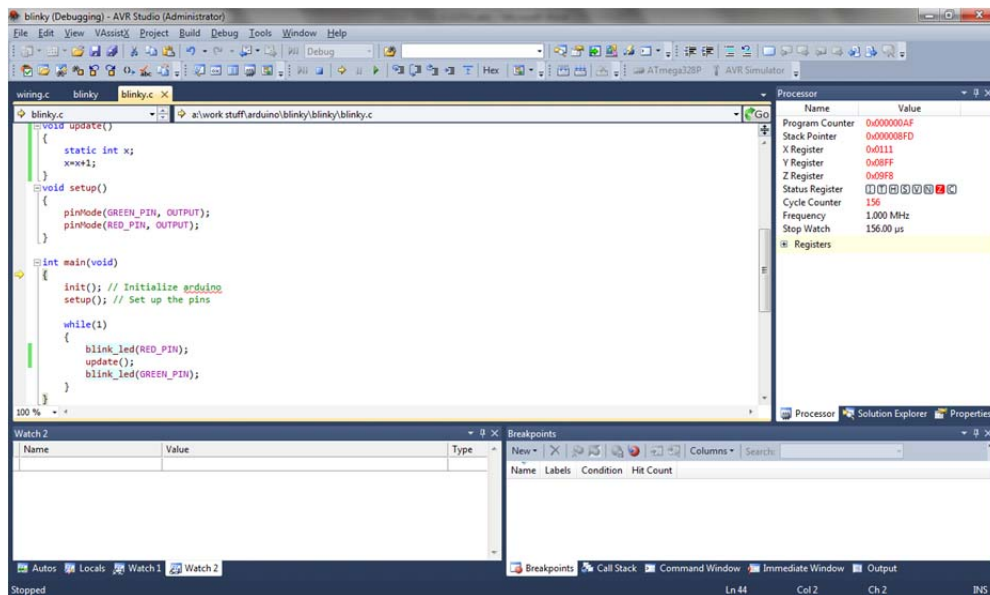 blinky (Debugging) - AVR Studio (Administrator)
File Edit View VAssistX Project Build Debug Tools Window Help
Debug
Hex ATmega328P AVR Simulator
wiring.c blinky blinky.c
blinky.c a:\work stuff\arduino\blinky\blinky\blinky.c Go
void update()
{
static int x;
x=x+1;
}
void setup()
{
pinMode(GREEN_PIN, OUTPUT);
pinMode(RED_PIN, OUTPUT);
}
int main(void)
{
init(); // Initialize arduino
setup(); // Set up the pins
while(1)
{
blink_led(RED_PIN);
update();
blink_led(GREEN_PIN);
}
}
100 %
Processor
Name Value
Program Counter 0x000000AF
Stack Pointer 0x000008FD
X Register 0x0111
Y Register 0x08FF
Z Register 0x09F8
Status Register I T H S V N Z C
Cycle Counter 156
Frequency 1.000 MHz
Stop Watch 156.00 µs
Registers
Processor Solution Explorer Properties
Watch 2
Name Value Type
Autos Locals Watch 1 Watch 2
Breakpoints
New Columns Search:
Name Labels Condition Hit Count
Breakpoints Call Stack Command Window Immediate Window Output
Stopped Ln 44 Col 2 Ch 2 INS